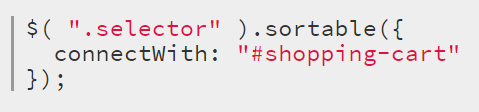 $( ".selector" ).sortable({
  connectWith: "#shopping-cart"
});